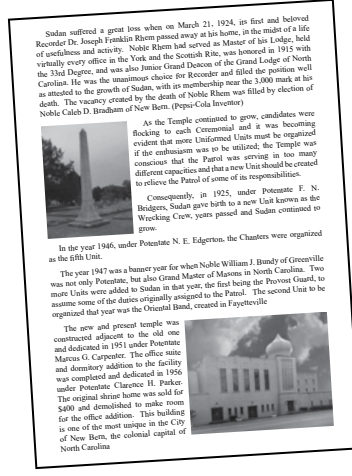 Sudan suffered a great loss when on March 21, 1924, its first and beloved
Recorder Dr. Joseph Franklin Rhem passed away at his home, in the midst of a life
of usefulness and activity. Noble Rhem had served as Master of his Lodge, held
virtually every office in the York and the Scottish Rite, was honored in 1915 with
the 33rd Degree, and was also Junior Grand Deacon of the Grand Lodge of North
Carolina. He was the unanimous choice for Recorder and filled the position well
as attested to the growth of Sudan, with its membership near the 3,000 mark at his
death. The vacancy created by the death of Noble Rhem was filled by election of
Noble Caleb D. Bradham of New Bern. (Pepsi-Cola Inventor)
As the Temple continued to grow, candidates were
flocking to each Ceremonial and it was becoming
evident that more Uniformed Units must be organized
if the enthusiasm was to be utilized; the Temple was
conscious that the Patrol was serving in too many
different capacities and that a new Unit should be created
to relieve the Patrol of some of its responsibilities.
Consequently, in 1925, under Potentate F. N.
Bridgers, Sudan gave birth to a new Unit known as the
Wrecking Crew, years passed and Sudan continued to
grow.
In the year 1946, under Potentate N. E. Edgerton, the Chanters were organized
as the fifth Unit.
The year 1947 was a banner year for when Noble William J. Bundy of Greenville
was not only Potentate, but also Grand Master of Masons in North Carolina. Two
more Units were added to Sudan in that year, the first being the Provost Guard, to
assume some of the duties originally assigned to the Patrol. The second Unit to be
organized that year was the Oriental Band, created in Fayetteville
The new and present temple was
constructed adjacent to the old one
and dedicated in 1951 under Potentate
Marcus G. Carpenter. The office suite
and dormitory addition to the facility
was completed and dedicated in 1956
under Potentate Clarence H. Parker.
The original shrine home was sold for
$400 and demolished to make room
for the office addition. This building
is one of the most unique in the City
of New Bern, the colonial capital of
North Carolina